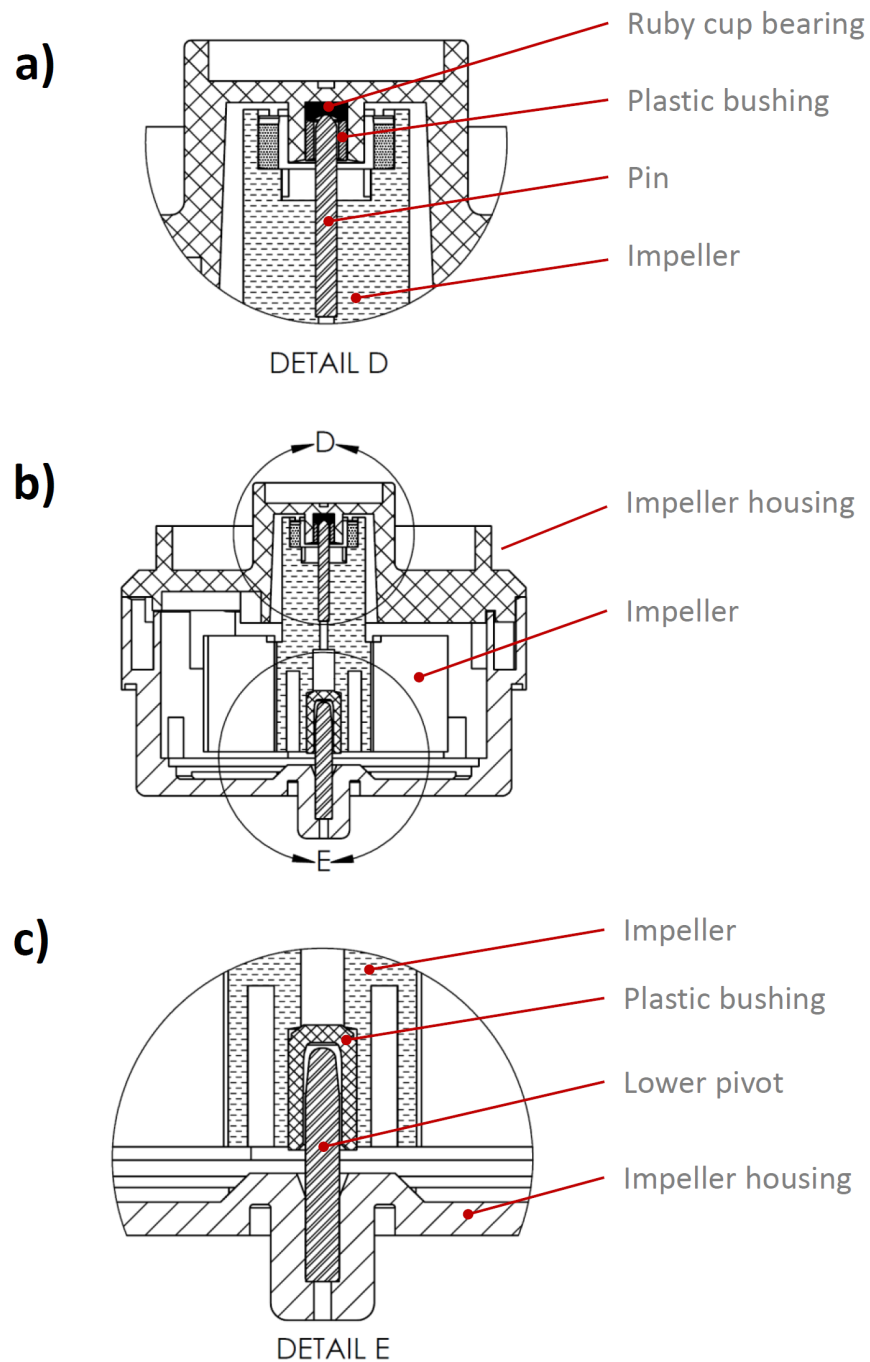 a)
Ruby cup bearing
Plastic bushing
Pin
Impeller
DETAIL D
b)
D
Impeller housing
Impeller
E
c)
Impeller
Plastic bushing
Lower pivot
Impeller housing
DETAIL E